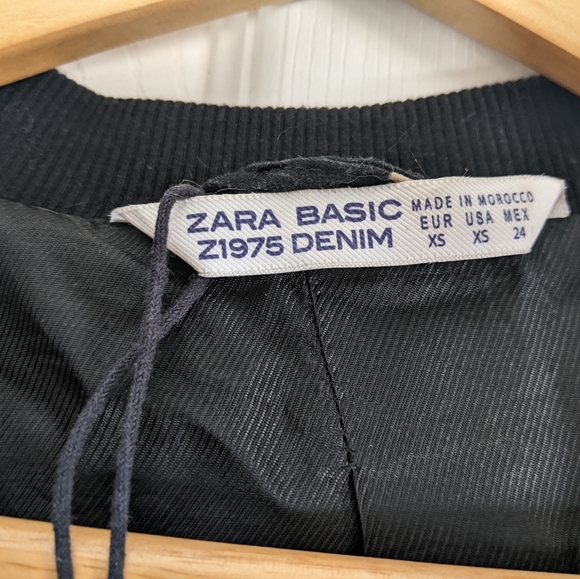 ZARA BASIC
Z1975 DENIM
MADE IN MOROCCO
EUR USA MEX
XS XS 24